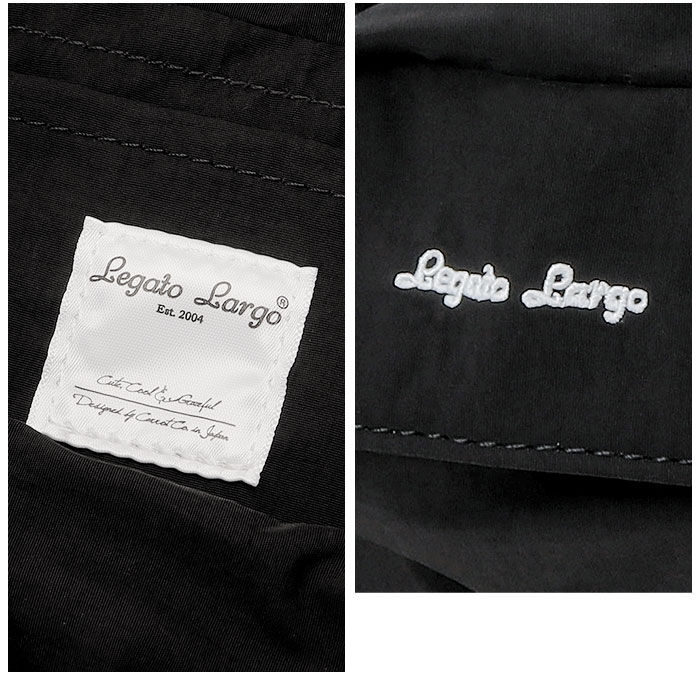 Legato Largo®
Est. 2004
Cute, Cool & Graceful
Designed by Carrot Co. in Japan
Legato Largo